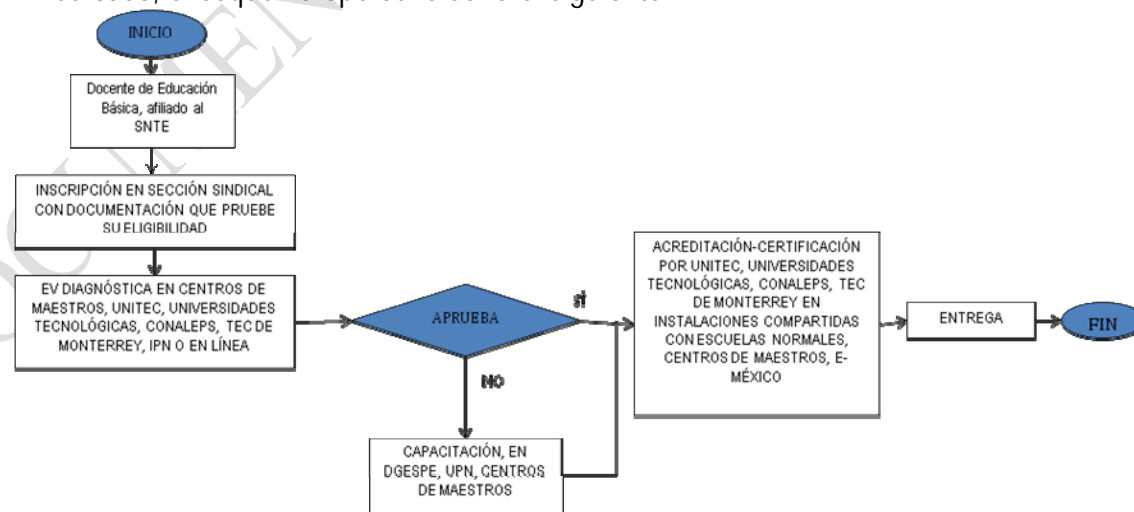 INICIO
Docente de Educación
Básica, afiliado al
SNTE
INSCRIPCIÓN EN SECCIÓN SINDICAL
CON DOCUMENTACIÓN QUE PRUEBE
SU ELIGIBILIDAD
EV DIAGNÓSTICA EN CENTROS DE
MAESTROS, UNITEC, UNIVERSIDADES
TECNOLÓGICAS, CONALEPS, TEC DE
MONTERREY, IPN O EN LÍNEA
APRUEBA
SÍ
NO
CAPACITACIÓN, EN
DGESPE, UPN, CENTROS
DE MAESTROS
ACREDITACIÓN-CERTIFICACIÓN
POR UNITEC, UNIVERSIDADES
TECNOLÓGICAS, CONALEPS, TEC
DE MONTERREY EN
INSTALACIONES COMPARTIDAS
CON ESCUELAS NORMALES,
CENTROS DE MAESTROS, E-
MÉXICO
ENTREGA
FIN